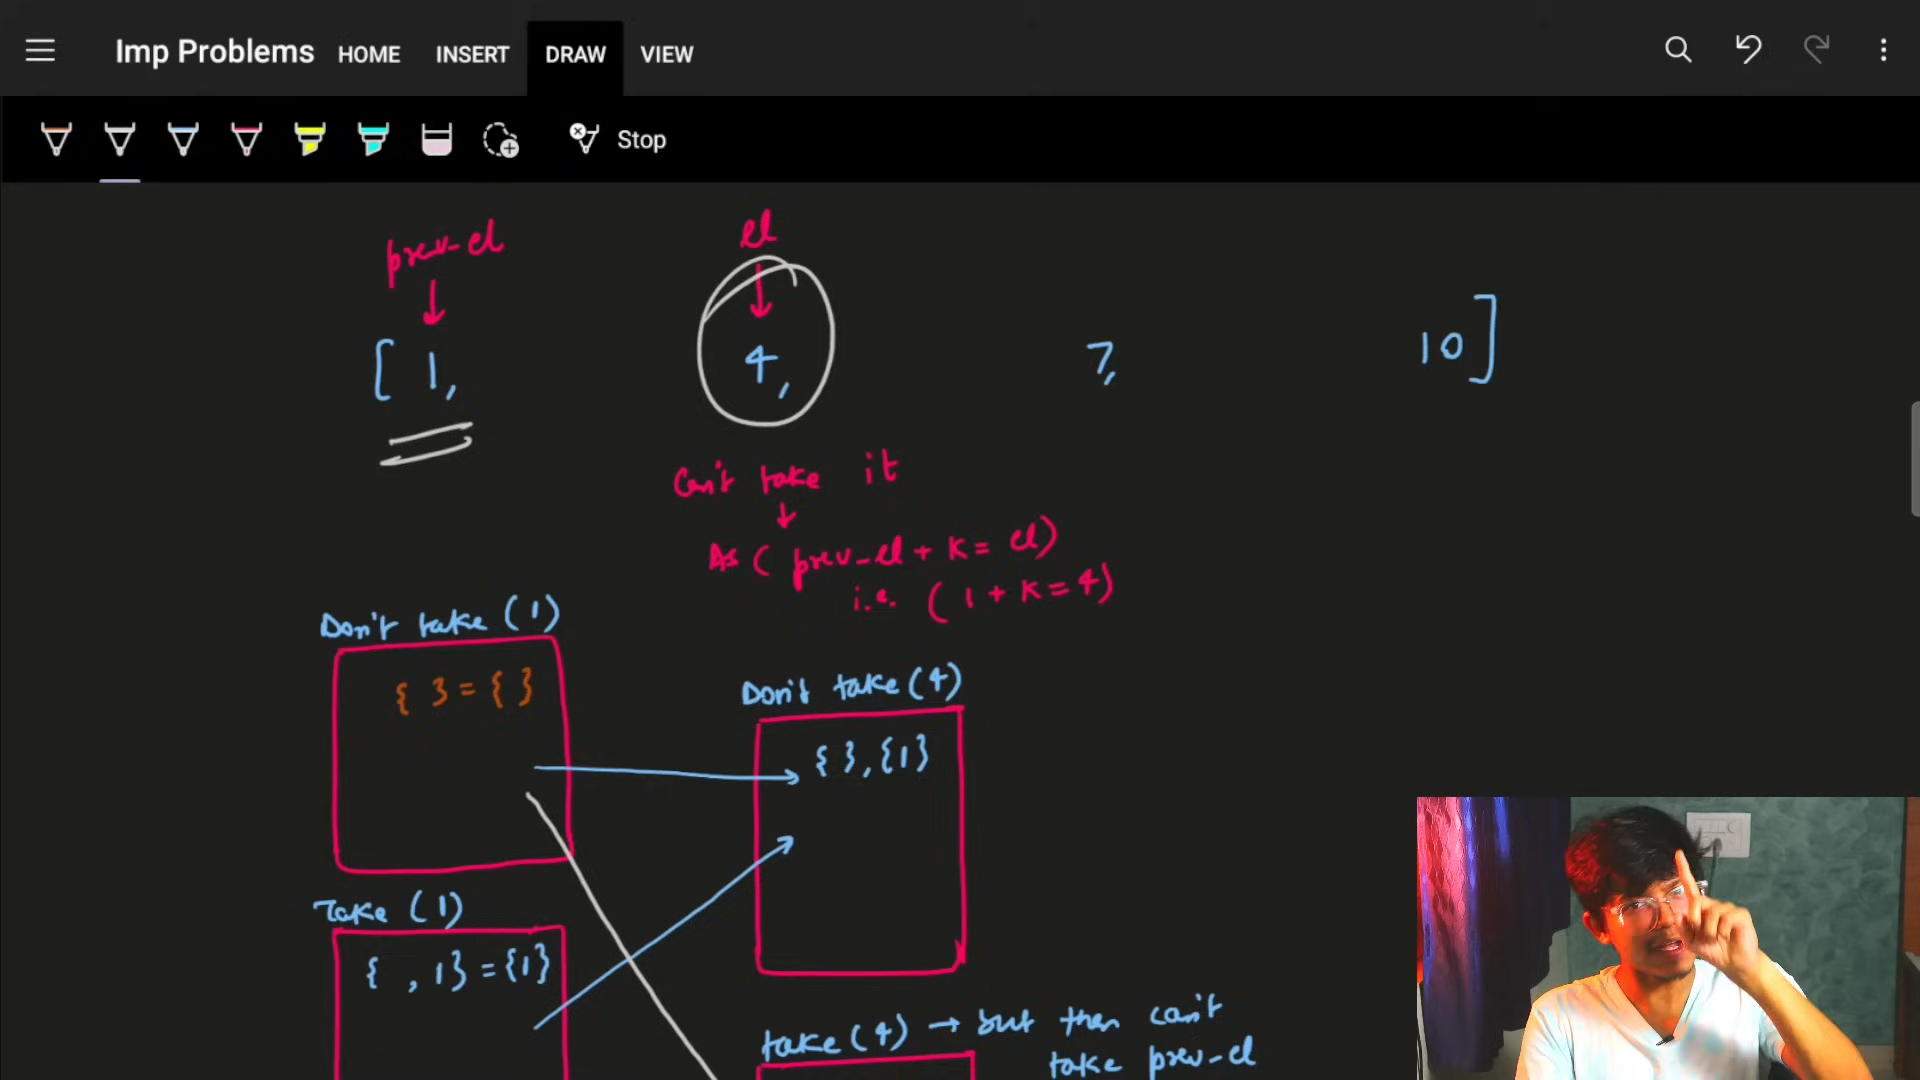 Imp Problems HOME INSERT DRAW VIEW
Stop
prev-el
el
[ 1, 4, 7, 10]
Can't take it
As ( prev-el + K = el)
i.e. ( 1 + K = 4)
Don't take (1)
{ } = { }
Don't take (4)
{ }, {1}
Take (1)
{ , 1} = {1}
take (4) → but then can't
take prev-el